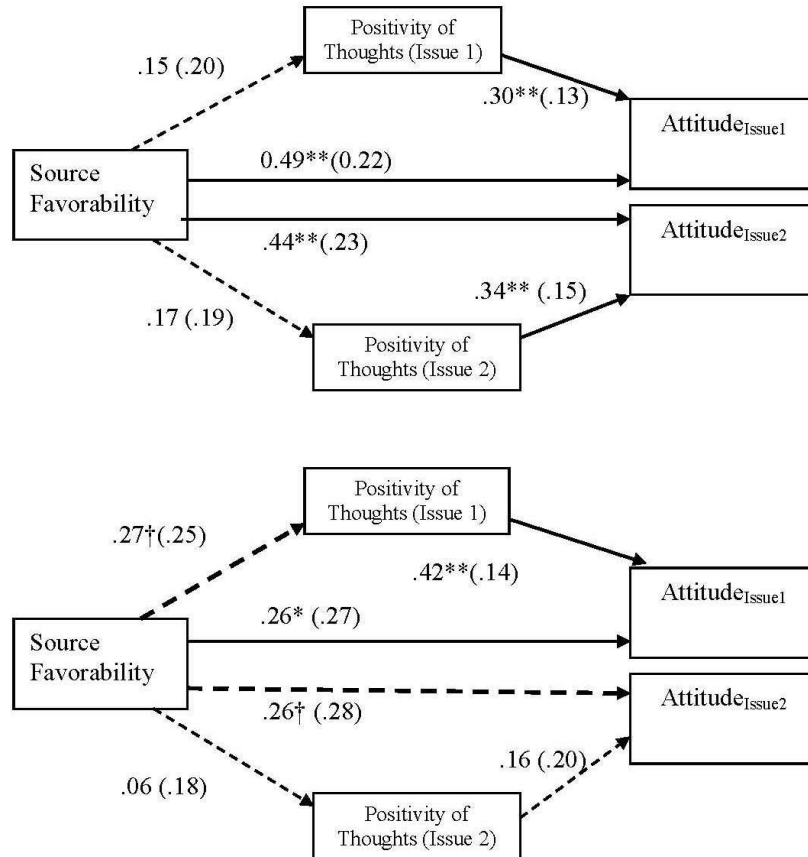 Positivity of
Thoughts (Issue 1)
.15 (.20)
.30**(.13)
Attitude_Issue1
Source
Favorability
0.49**(0.22)
.44**(.23)
Attitude_Issue2
.17 (.19)
.34** (.15)
Positivity of
Thoughts (Issue 2)
Positivity of
Thoughts (Issue 1)
.27†(.25)
.42**(.14)
Attitude_Issue1
Source
Favorability
.26* (.27)
.26† (.28)
Attitude_Issue2
.06 (.18)
.16 (.20)
Positivity of
Thoughts (Issue 2)